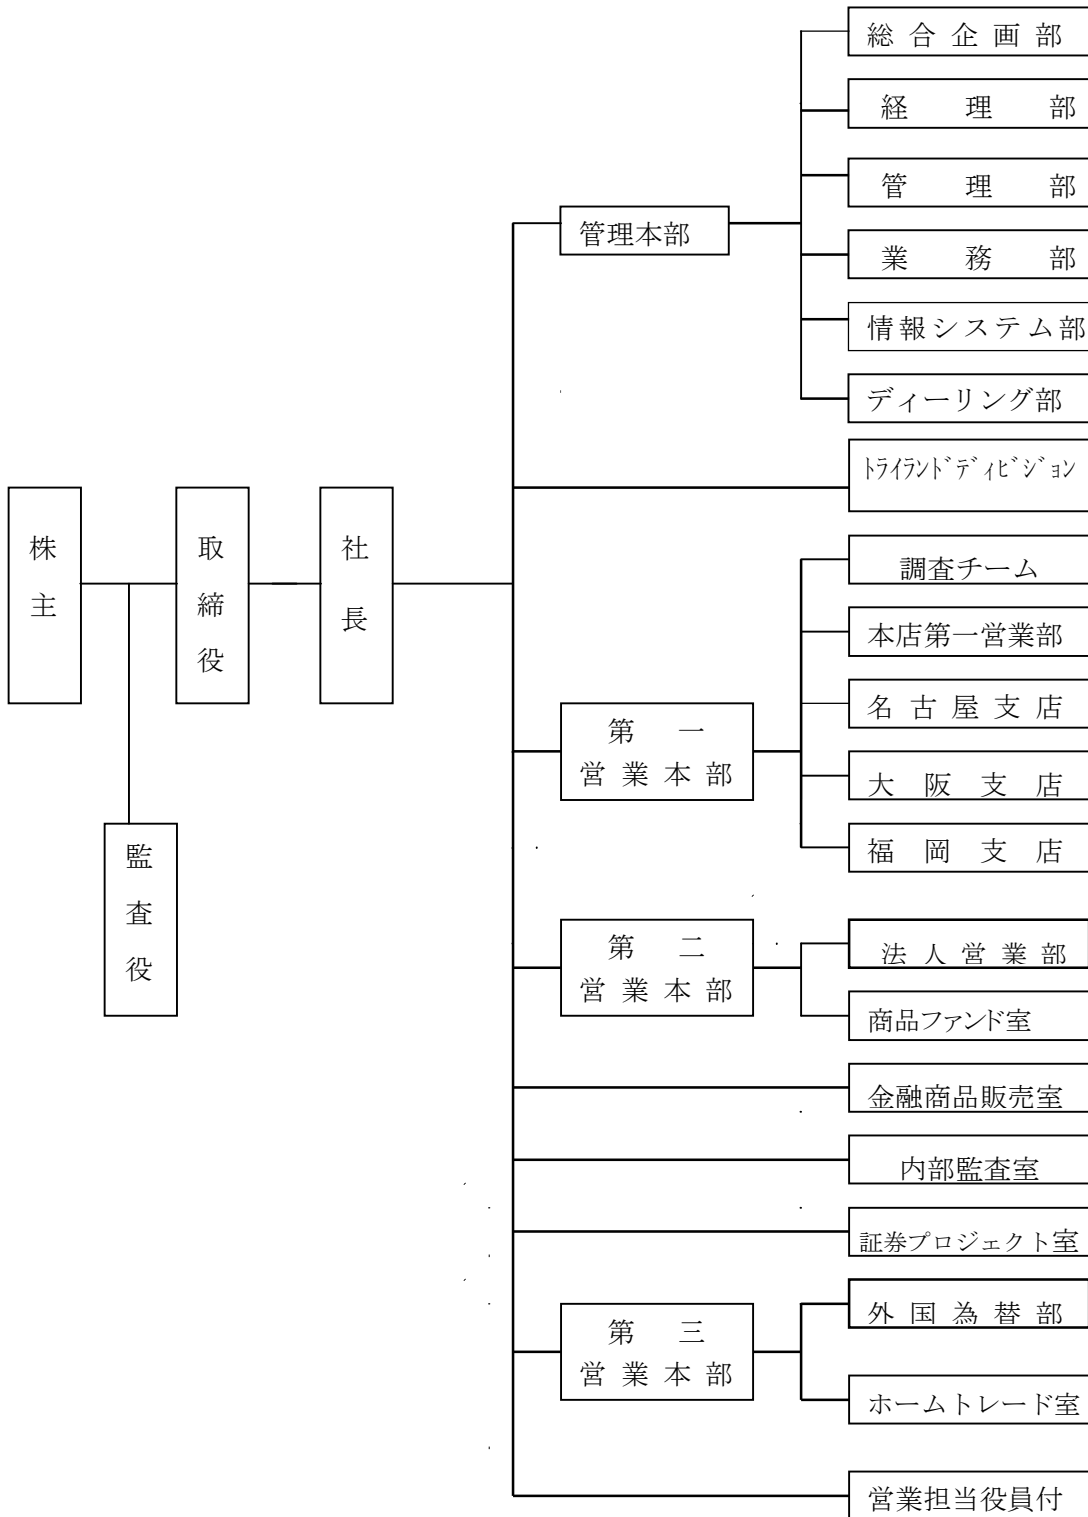 総合企画部
経理部
管理部
管理本部
業務部
情報システム部
ディーリング部
ﾄﾗｲﾗﾝﾄﾞﾃﾞｨﾋﾞｼﾞｮﾝ
株主
取締役
社長
調査チーム
本店第一営業部
名古屋支店
第一
営業本部
大阪支店
福岡支店
監査役
第二
営業本部
法人営業部
商品ファンド室
金融商品販売室
内部監査室
証券プロジェクト室
第三
営業本部
外国為替部
ホームトレード室
営業担当役員付